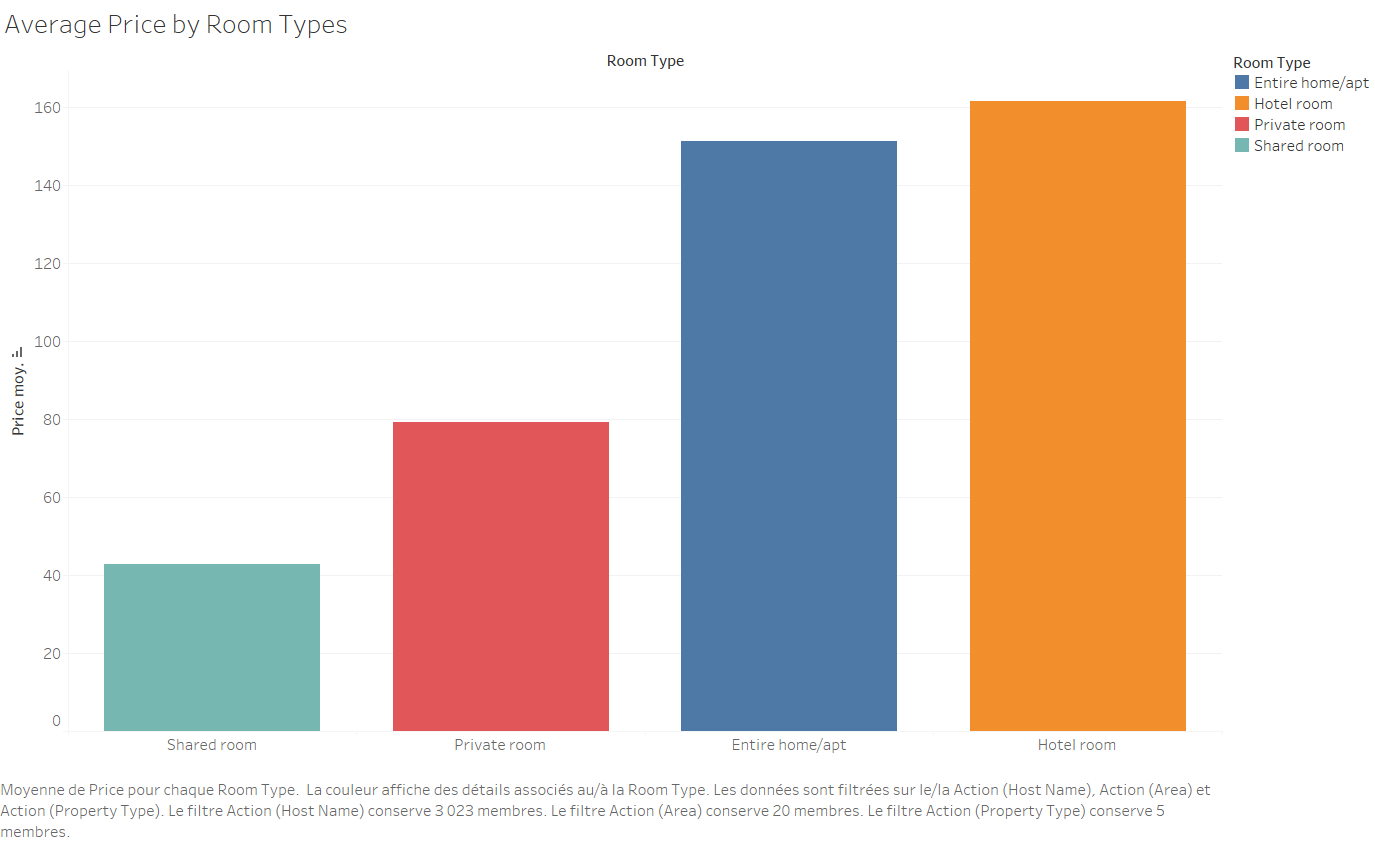 Average Price by Room Types
Room Type
Room Type
Entire home/apt
Hotel room
Private room
Shared room
160
140
120
100
80
60
40
20
0
Price moy.
Shared room
Private room
Entire home/apt
Hotel room
Moyenne de Price pour chaque Room Type.  La couleur affiche des détails associés au/à la Room Type. Les données sont filtrées sur le/la Action (Host Name), Action (Area) et
Action (Property Type). Le filtre Action (Host Name) conserve 3 023 membres. Le filtre Action (Area) conserve 20 membres. Le filtre Action (Property Type) conserve 5
membres.